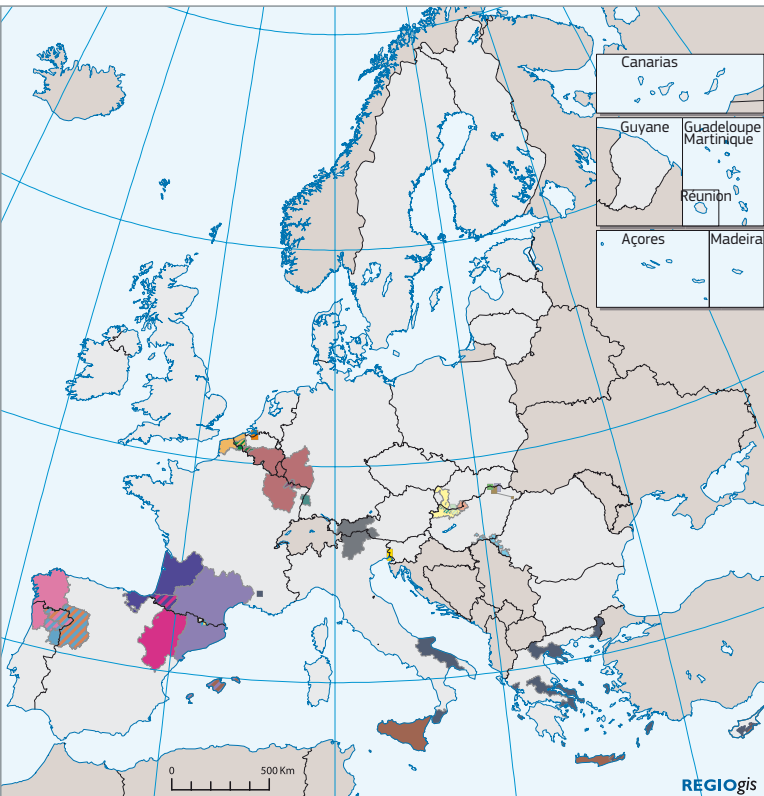 Canarias
Guyane
Guadeloupe
Martinique
Réunion
Açores
Madeira
0
500 Km
REGIOgis